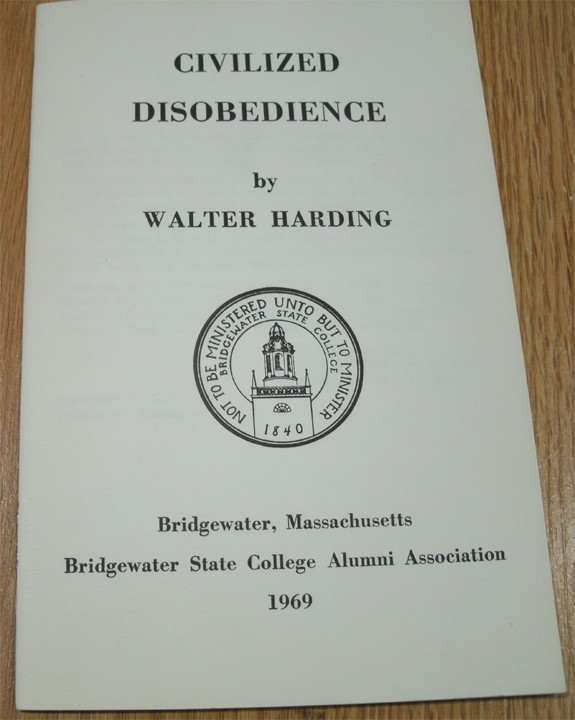 CIVILIZED
DISOBEDIENCE
by
WALTER HARDING
NOT TO BE MINISTERED UNTO BUT TO MINISTER
BRIDGEWATER STATE COLLEGE
1840
Bridgewater, Massachusetts
Bridgewater State College Alumni Association
1969